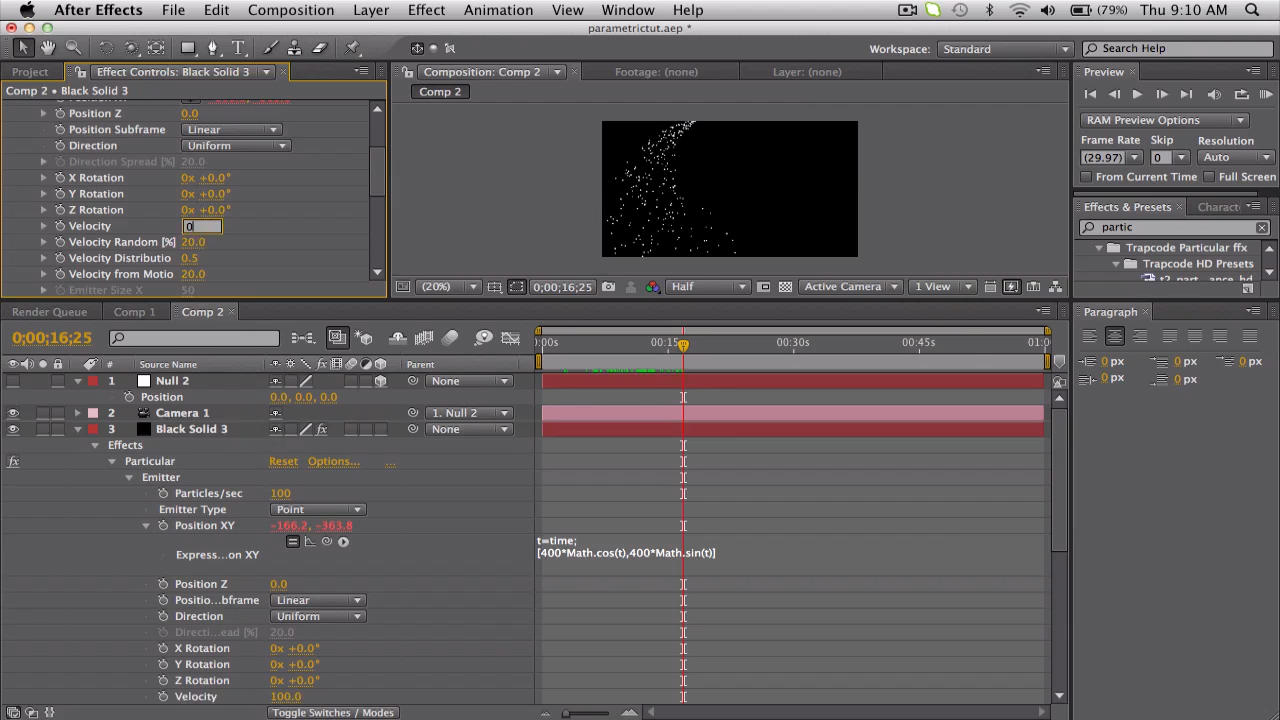 After Effects File Edit Composition Layer Effect Animation View Window Help (79%) Thu 9:10 AM
parametrictut.aep *
Workspace: Standard Search Help
Project Effect Controls: Black Solid 3 Composition: Comp 2 Footage: (none) Layer: (none) Preview
Comp 2 • Black Solid 3
Comp 2
Position Z 0.0
Position Subframe Linear
Direction Uniform
Direction Spread [%] 20.0
X Rotation 0x +0.0°
Y Rotation 0x +0.0°
Z Rotation 0x +0.0°
Velocity 0
Velocity Random [%] 20.0
Velocity Distributio 0.5
Velocity from Motio 20.0
Emitter Size X 50
(20%) 0;00;16;25 Half Active Camera 1 View
RAM Preview Options
Frame Rate Skip Resolution
(29.97) 0 Auto
From Current Time Full Screen
Effects & Presets Charact
partic
Trapcode Particular ffx
Trapcode HD Presets
t2_part_ance_hd
Paragraph
0 px 0 px 0 px
0 px 0 px
Render Queue Comp 1 Comp 2
0;00;16;25
0:00s 00:15s 00:30s 00:45s 01:0
# Source Name Parent
1 Null 2 None
Position 0.0, 0.0, 0.0
2 Camera 1 1. Null 2
3 Black Solid 3 None
Effects
Particular Reset Options... ...
Emitter
Particles/sec 100
Emitter Type Point
Position XY -166.2, -363.8
t=time;
Express...on XY [400*Math.cos(t),400*Math.sin(t)]
Position Z 0.0
Positio...bframe Linear
Direction Uniform
Directi...ead [%] 20.0
X Rotation 0x +0.0°
Y Rotation 0x +0.0°
Z Rotation 0x +0.0°
Velocity 100.0
Toggle Switches / Modes